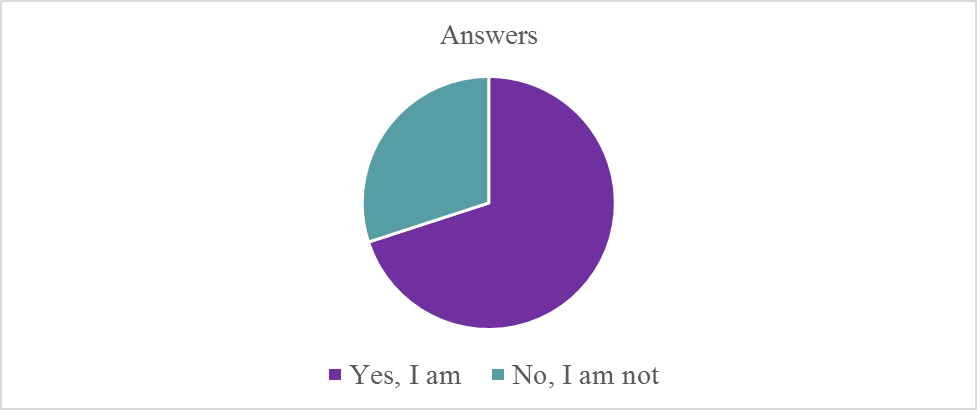 Answers
Yes, I am No, I am not